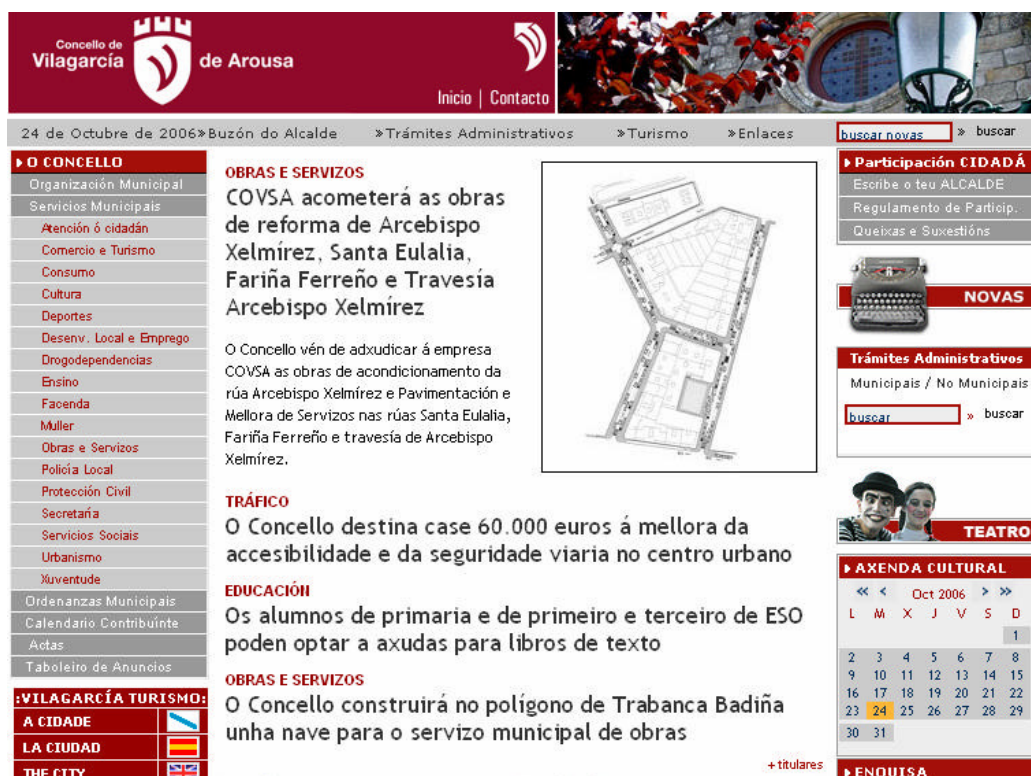 Concello de
Vilagarcía de Arousa
Inicio | Contacto
24 de Octubre de 2006 »Buzón do Alcalde »Trámites Administrativos »Turismo »Enlaces
buscar novas » buscar
O CONCELLO
Organización Municipal
Servicios Municipais
Atención ó cidadán
Comercio e Turismo
Consumo
Cultura
Deportes
Desenv. Local e Emprego
Drogodependencias
Ensino
Facenda
Muller
Obras e Servizos
Policía Local
Protección Civil
Secretaría
Servicios Sociais
Urbanismo
Xuventude
Ordenanzas Municipais
Calendario Contribuínte
Actas
Taboleiro de Anuncios
:VILAGARCÍA TURISMO:
A CIDADE
LA CIUDAD
THE CITY
OBRAS E SERVIZOS
COVSA acometerá as obras
de reforma de Arcebispo
Xelmírez, Santa Eulalia,
Fariña Ferreño e Travesía
Arcebispo Xelmírez
O Concello vén de adxudicar á empresa
COVSA as obras de acondicionamento da
rúa Arcebispo Xelmírez e Pavimentación e
Mellora de Servizos nas rúas Santa Eulalia,
Fariña Ferreño e travesía de Arcebispo
Xelmírez.
TRÁFICO
O Concello destina case 60.000 euros á mellora da
accesibilidade e da seguridade viaria no centro urbano
EDUCACIÓN
Os alumnos de primaria e de primeiro e terceiro de ESO
poden optar a axudas para libros de texto
OBRAS E SERVIZOS
O Concello construirá no polígono de Trabanca Badiña
unha nave para o servizo municipal de obras
+titulares
Participación CIDADÁ
Escribe o teu ALCALDE
Regulamento de Particip.
Queixas e Suxestións
NOVAS
Trámites Administrativos
Municipais / No Municipais
buscar » buscar
TEATRO
AXENDA CULTURAL
« < Oct 2006 > »
L M X J V S D
1
2 3 4 5 6 7 8
9 10 11 12 13 14 15
16 17 18 19 20 21 22
23 24 25 26 27 28 29
30 31
ENQUISA